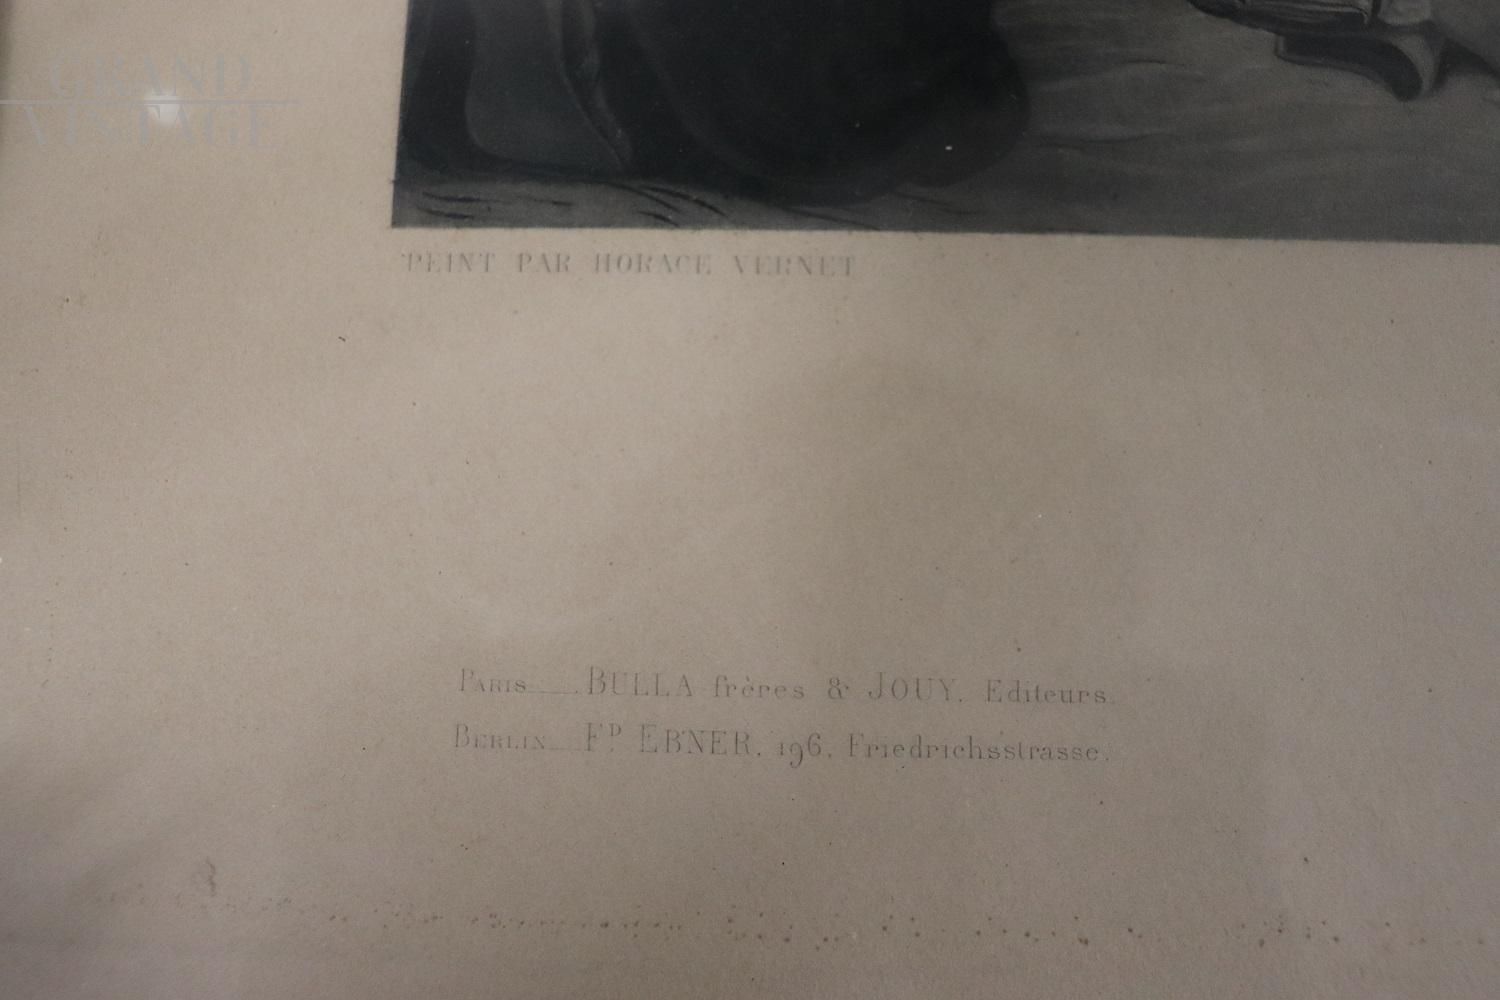 GRAND
VINTAGE
PEINT PAR HORACE VERNET
PARIS BULLA frères & JOUY. Editeurs.
BERLIN Fᴰ EBNER. 196. Friedrichsstrasse.